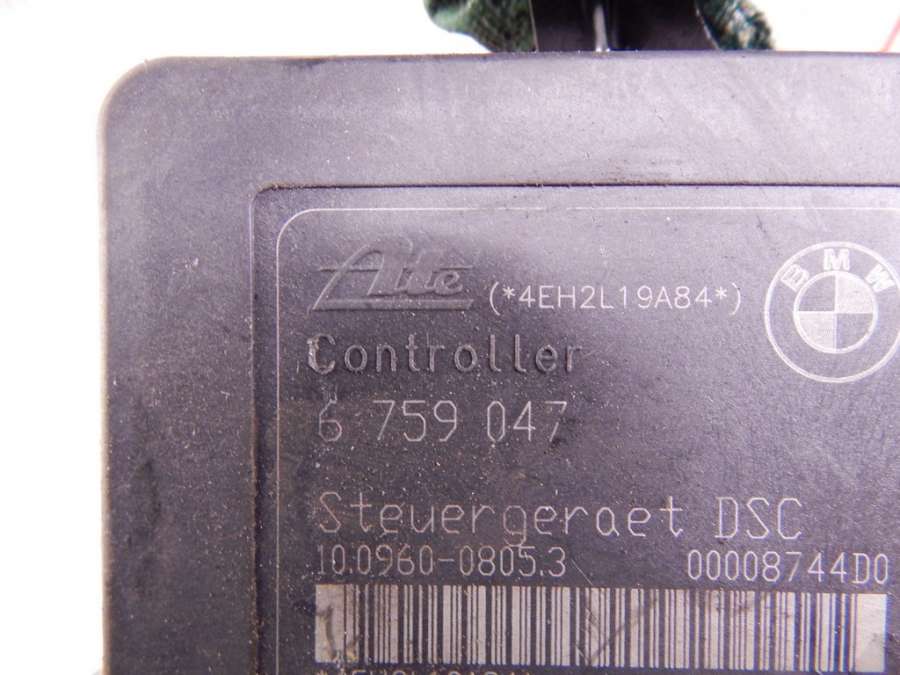 Ate (*4EH2L19A84*) BMW
Controller
6 759 047
Steuergeraet DSC
10.0960-0805.3 00008744D0